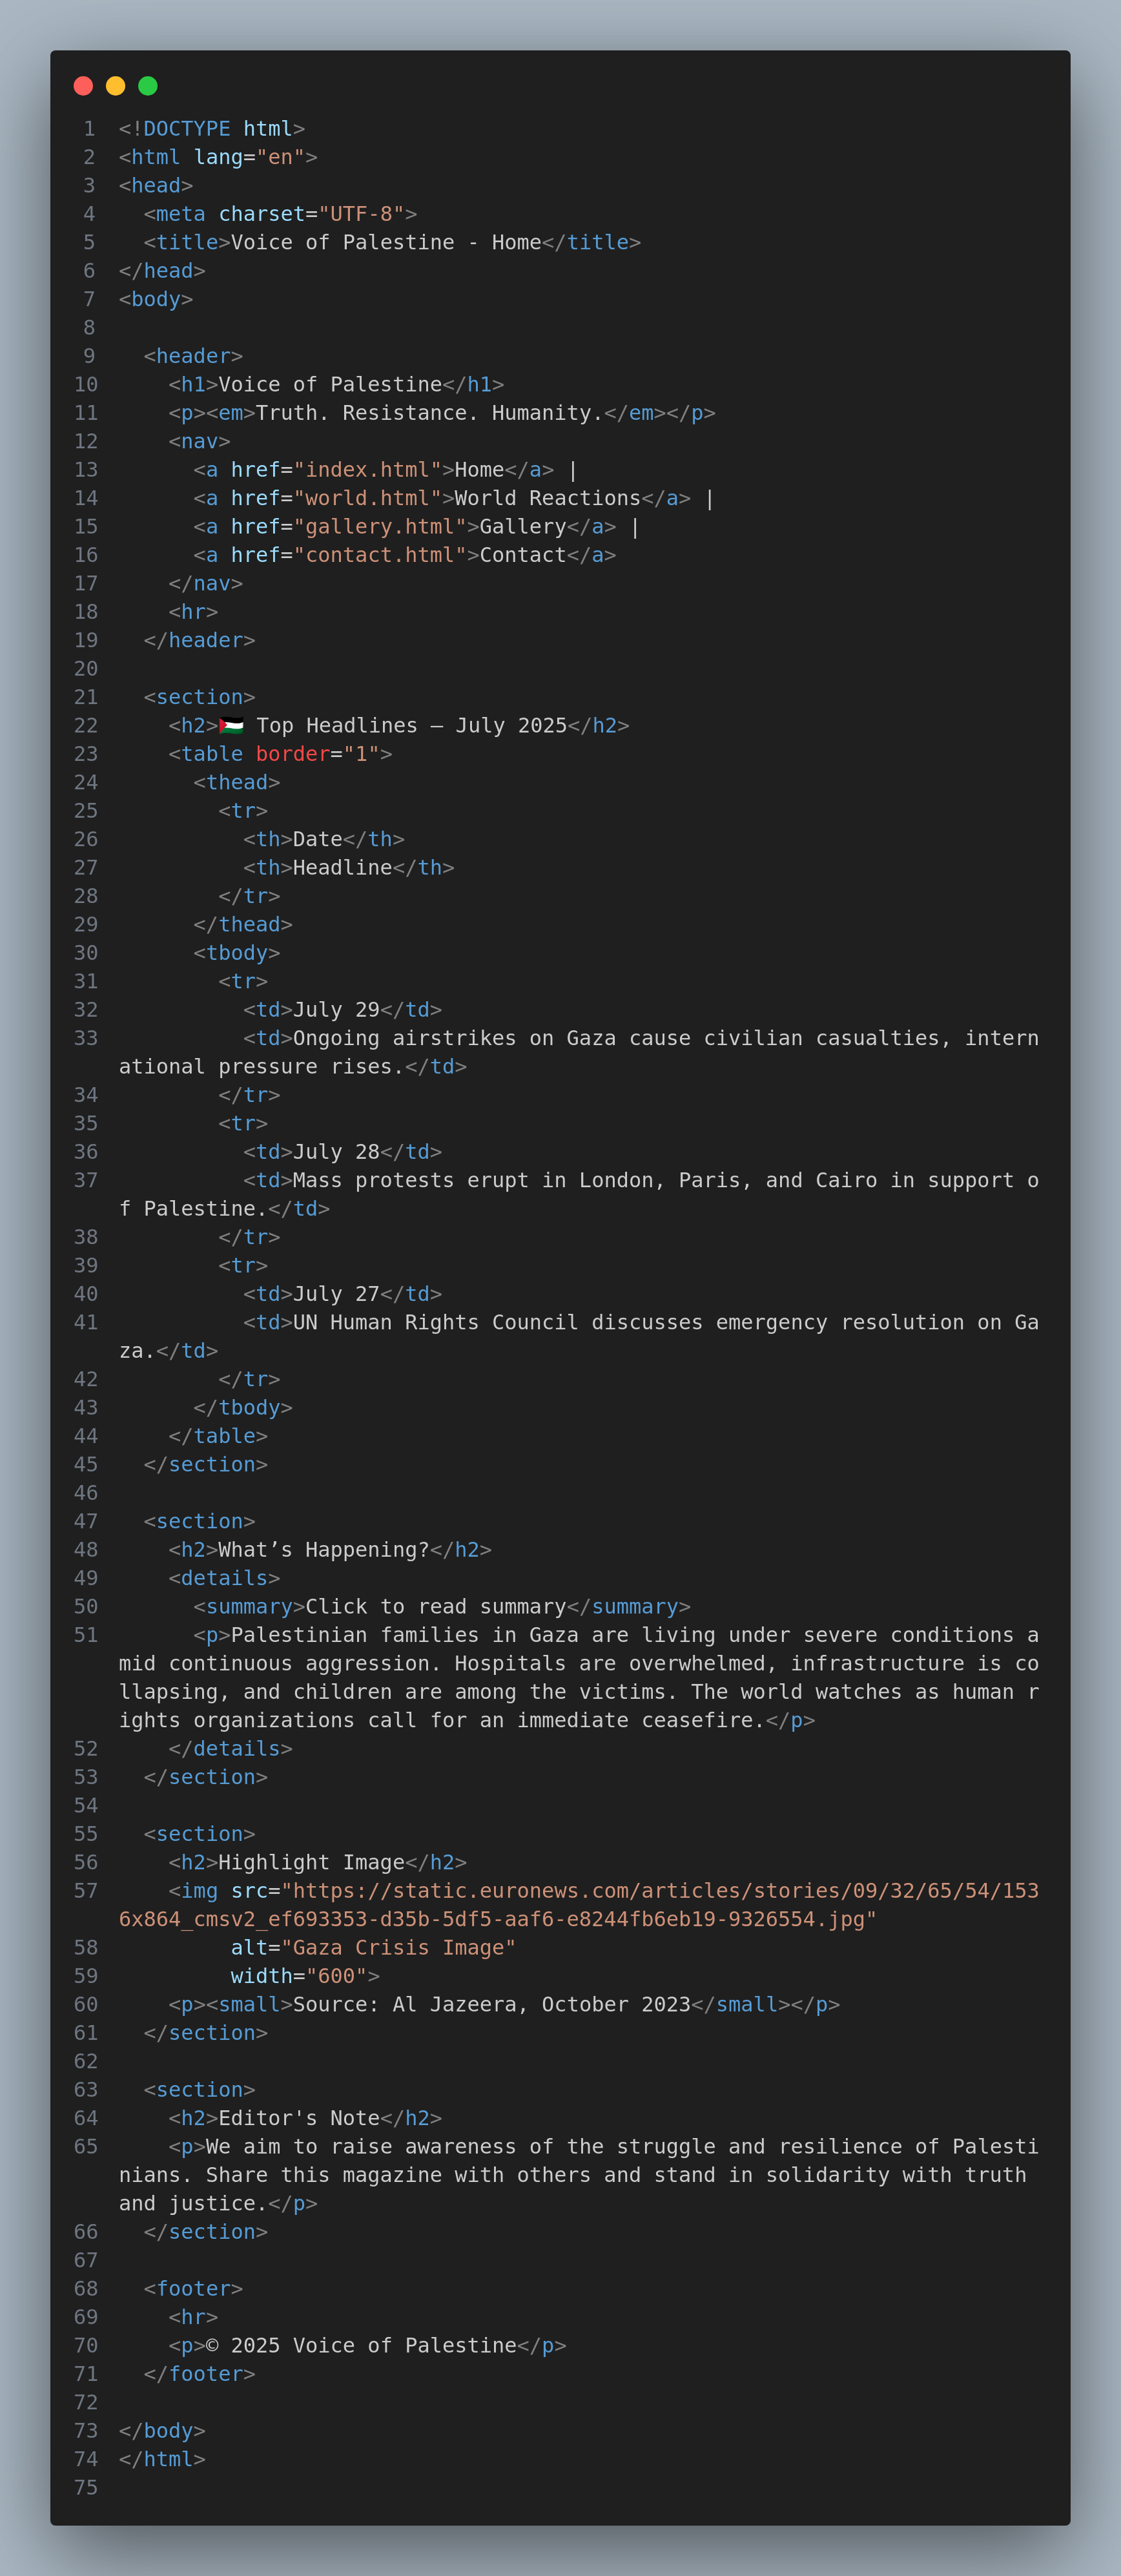 1 <!DOCTYPE html>
2 <html lang="en">
3 <head>
4   <meta charset="UTF-8">
5   <title>Voice of Palestine - Home</title>
6 </head>
7 <body>
8
9   <header>
10     <h1>Voice of Palestine</h1>
11     <p><em>Truth. Resistance. Humanity.</em></p>
12     <nav>
13       <a href="index.html">Home</a> |
14       <a href="world.html">World Reactions</a> |
15       <a href="gallery.html">Gallery</a> |
16       <a href="contact.html">Contact</a>
17     </nav>
18     <hr>
19   </header>
20
21   <section>
22     <h2>🇵🇸 Top Headlines – July 2025</h2>
23     <table border="1">
24       <thead>
25         <tr>
26           <th>Date</th>
27           <th>Headline</th>
28         </tr>
29       </thead>
30       <tbody>
31         <tr>
32           <td>July 29</td>
33           <td>Ongoing airstrikes on Gaza cause civilian casualties, intern
ational pressure rises.</td>
34         </tr>
35         <tr>
36           <td>July 28</td>
37           <td>Mass protests erupt in London, Paris, and Cairo in support o
f Palestine.</td>
38         </tr>
39         <tr>
40           <td>July 27</td>
41           <td>UN Human Rights Council discusses emergency resolution on Ga
za.</td>
42         </tr>
43       </tbody>
44     </table>
45   </section>
46
47   <section>
48     <h2>What’s Happening?</h2>
49     <details>
50       <summary>Click to read summary</summary>
51       <p>Palestinian families in Gaza are living under severe conditions a
mid continuous aggression. Hospitals are overwhelmed, infrastructure is co
llapsing, and children are among the victims. The world watches as human r
ights organizations call for an immediate ceasefire.</p>
52     </details>
53   </section>
54
55   <section>
56     <h2>Highlight Image</h2>
57     <img src="https://static.euronews.com/articles/stories/09/32/65/54/153
6x864_cmsv2_ef693353-d35b-5df5-aaf6-e8244fb6eb19-9326554.jpg"
58          alt="Gaza Crisis Image"
59          width="600">
60     <p><small>Source: Al Jazeera, October 2023</small></p>
61   </section>
62
63   <section>
64     <h2>Editor's Note</h2>
65     <p>We aim to raise awareness of the struggle and resilience of Palesti
nians. Share this magazine with others and stand in solidarity with truth
and justice.</p>
66   </section>
67
68   <footer>
69     <hr>
70     <p>© 2025 Voice of Palestine</p>
71   </footer>
72
73 </body>
74 </html>
75